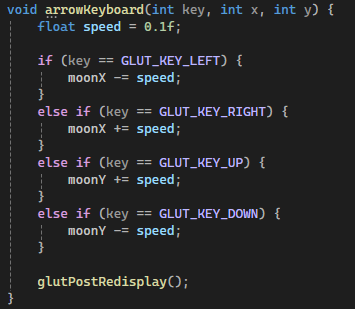 void arrowKeyboard(int key, int x, int y) {
    float speed = 0.1f;

    if (key == GLUT_KEY_LEFT) {
        moonX -= speed;
    }
    else if (key == GLUT_KEY_RIGHT) {
        moonX += speed;
    }
    else if (key == GLUT_KEY_UP) {
        moonY += speed;
    }
    else if (key == GLUT_KEY_DOWN) {
        moonY -= speed;
    }

    glutPostRedisplay();
}